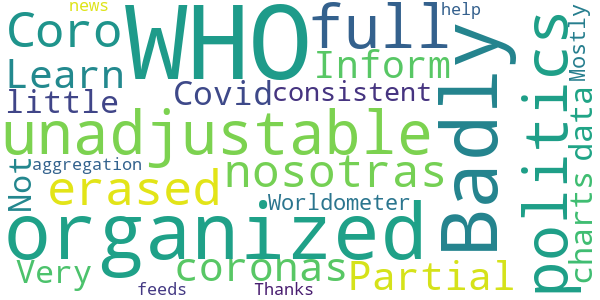 news
help
Coro
WHO
full
Learn
Inform
little
Covid
consistent
unadjustable
Badly
politics
Mostly
data
charts
aggregation
nosotras
Not
erased
Worldometer
organized
Very
coronas
Partial
feeds
Thanks